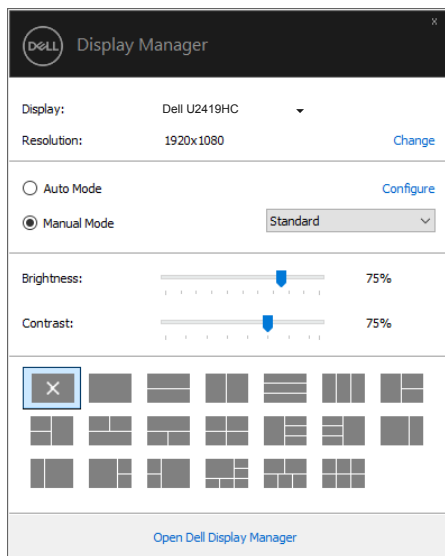 x
DELL Display Manager
Display: Dell U2419HC
Resolution: 1920x1080 Change
Auto Mode Configure
Manual Mode Standard
Brightness: 75%
Contrast: 75%
Open Dell Display Manager